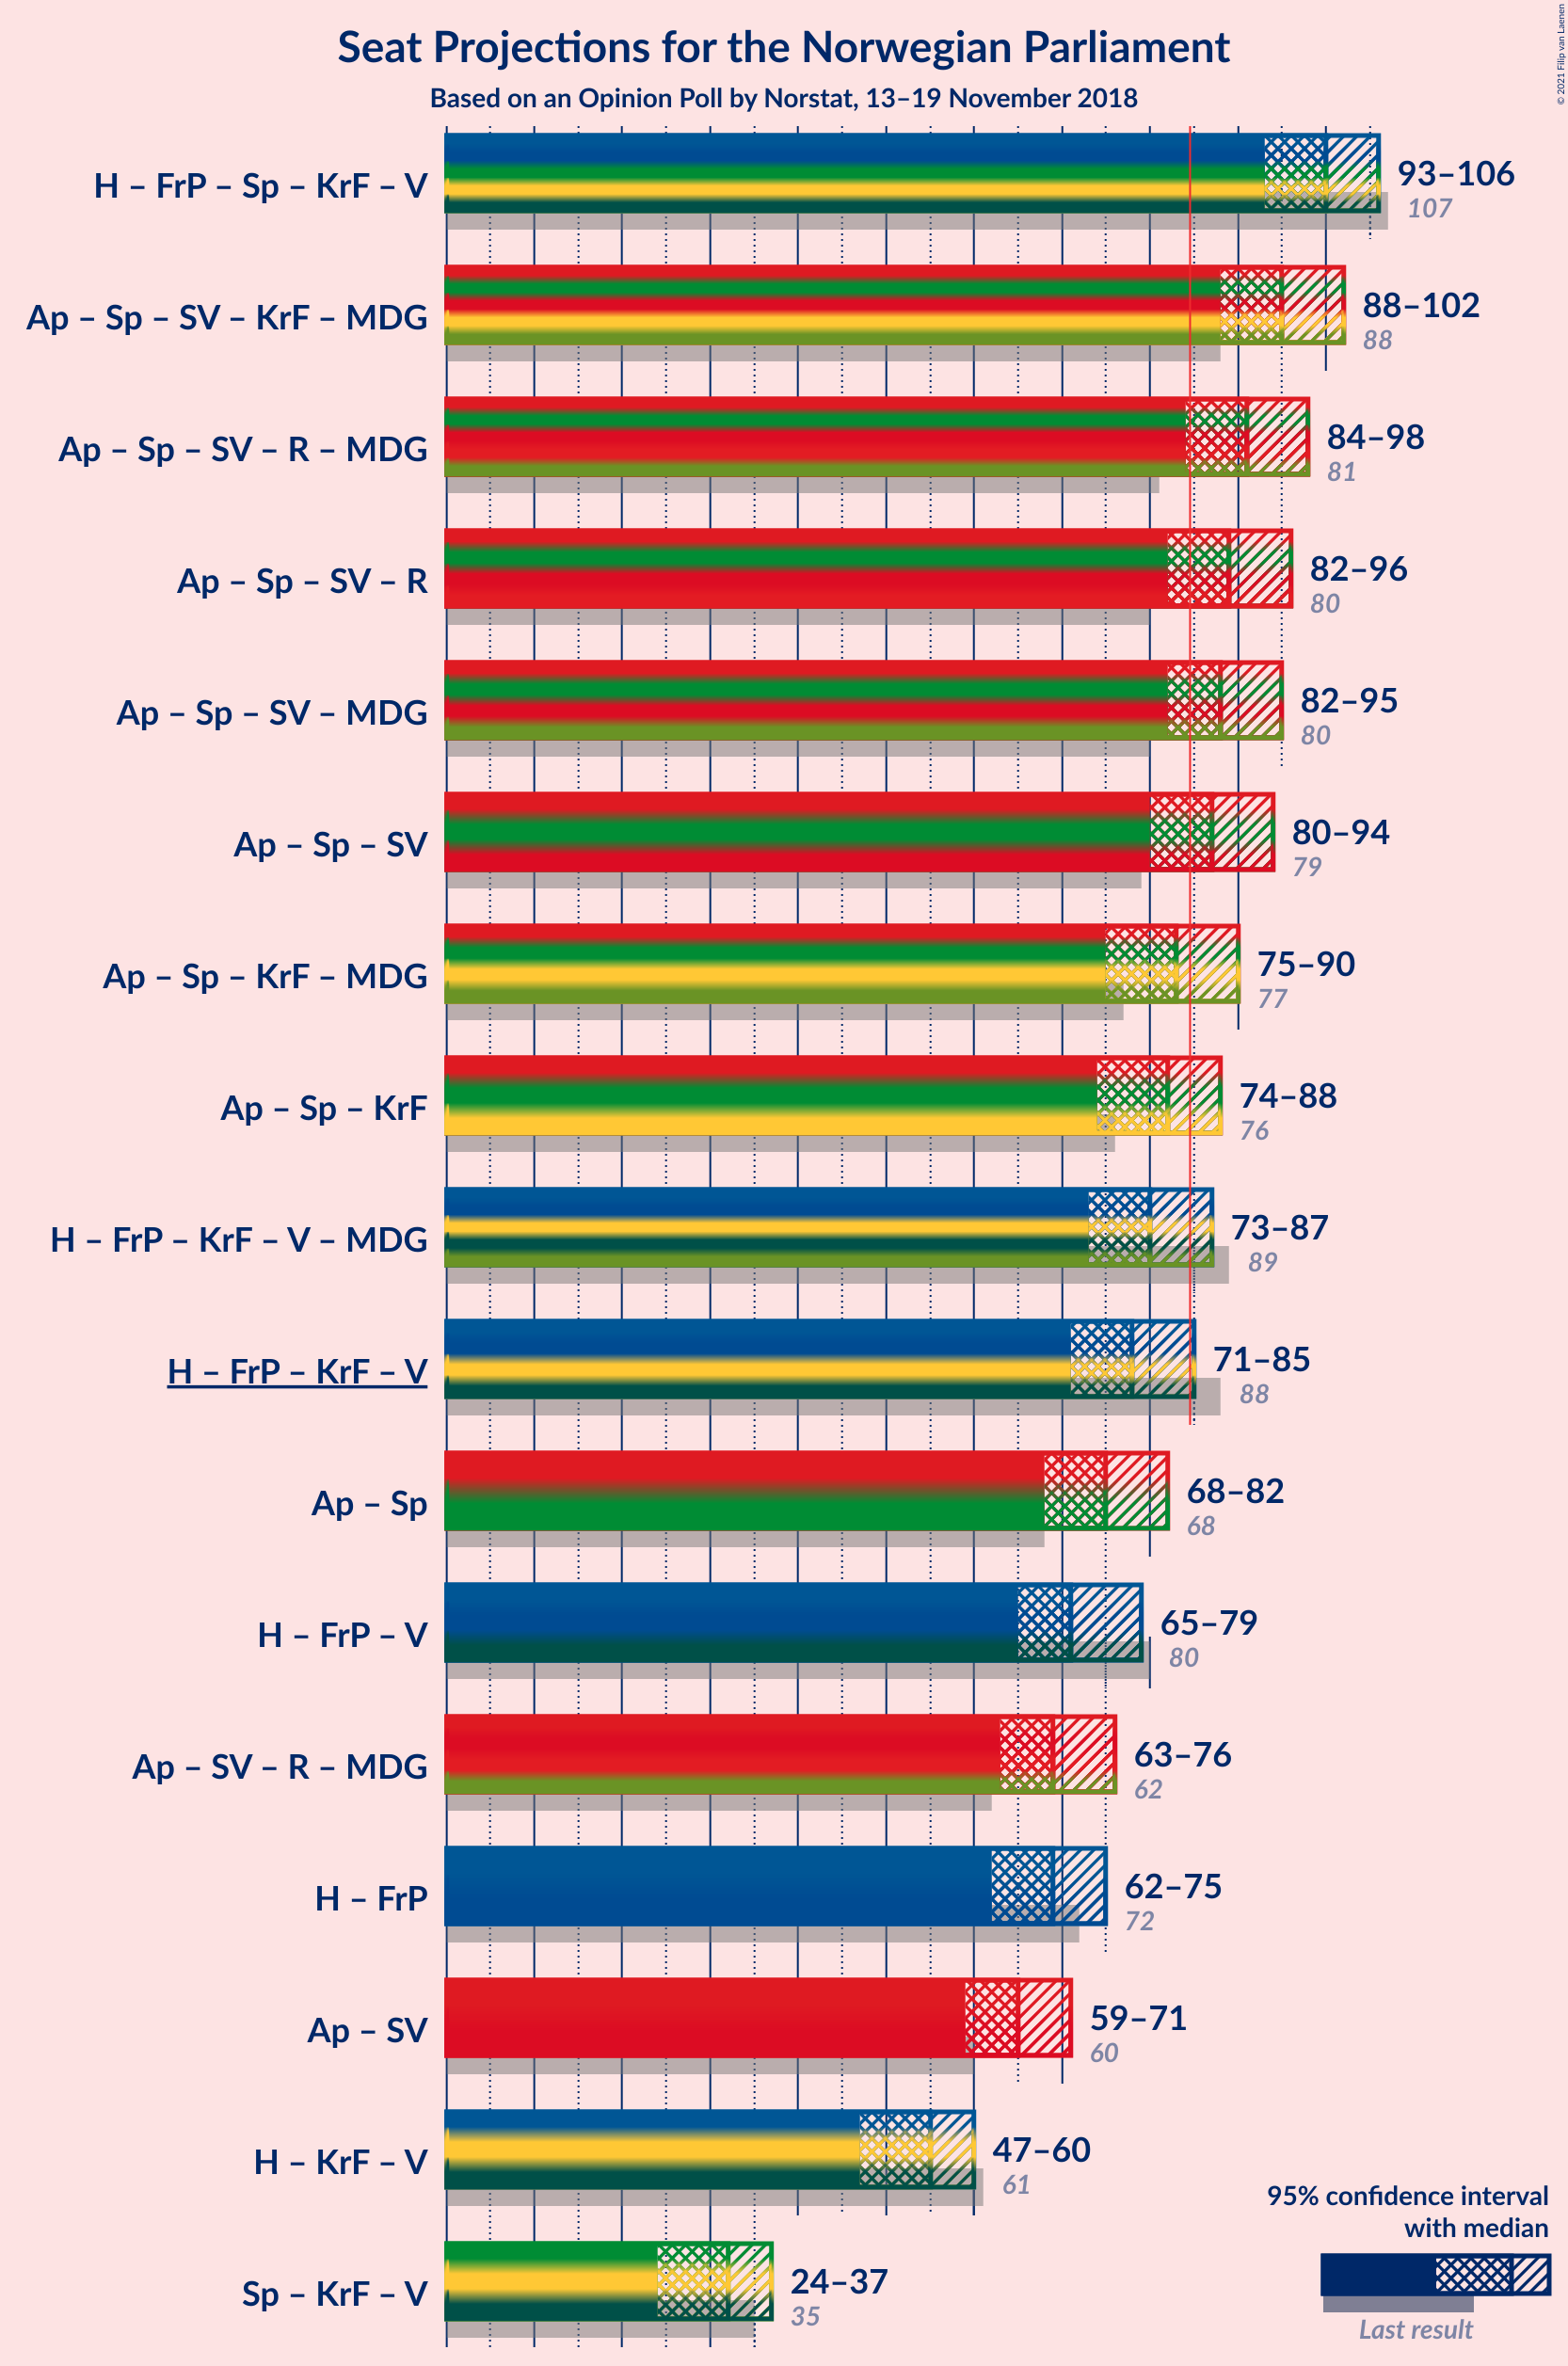 Seat Projections for the Norwegian Parliament
Based on an Opinion Poll by Norstat, 13–19 November 2018
© 2021 Filip van Laenen
H – FrP – Sp – KrF – V
93–106
107
Ap – Sp – SV – KrF – MDG
88–102
88
Ap – Sp – SV – R – MDG
84–98
81
Ap – Sp – SV – R
82–96
80
Ap – Sp – SV – MDG
82–95
80
Ap – Sp – SV
80–94
79
Ap – Sp – KrF – MDG
75–90
77
Ap – Sp – KrF
74–88
76
H – FrP – KrF – V – MDG
73–87
89
H – FrP – KrF – V
71–85
88
Ap – Sp
68–82
68
H – FrP – V
65–79
80
Ap – SV – R – MDG
63–76
62
H – FrP
62–75
72
Ap – SV
59–71
60
H – KrF – V
47–60
61
Sp – KrF – V
24–37
35
95% confidence interval
with median
Last result